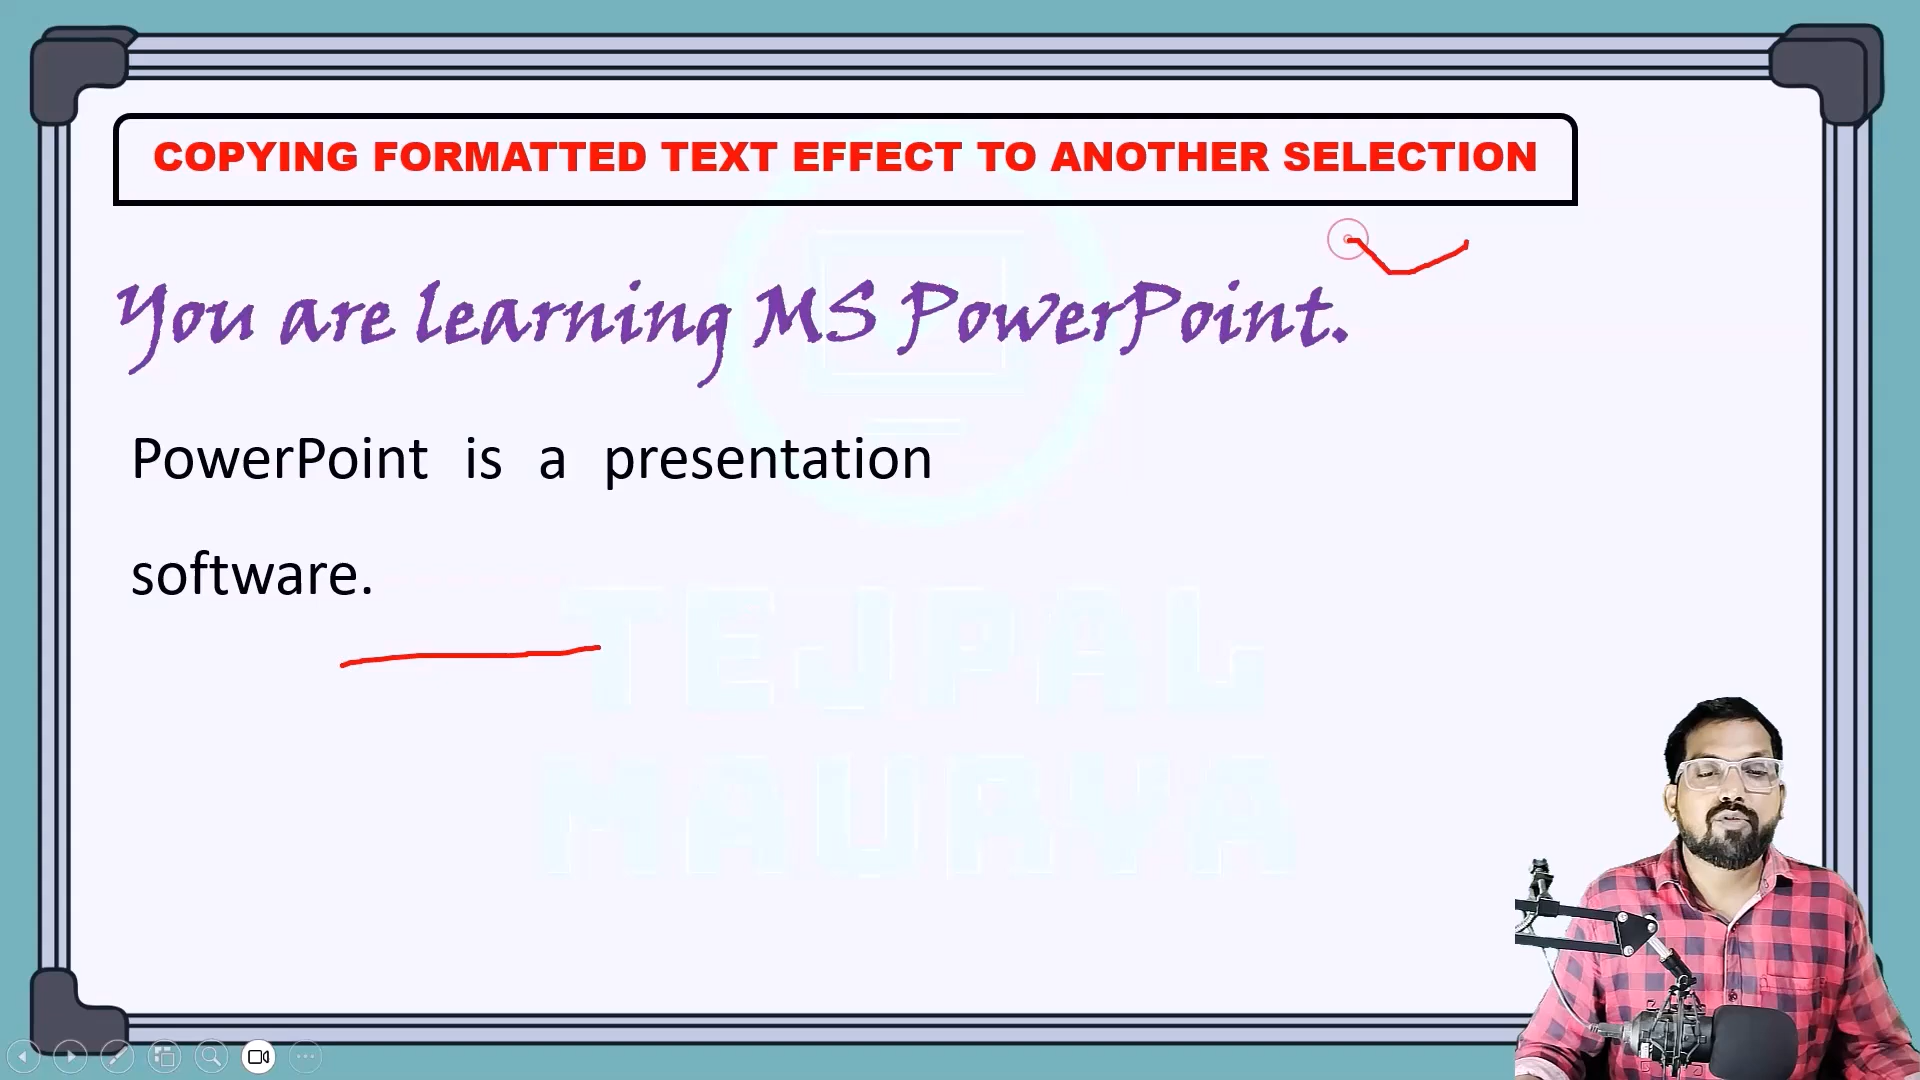 COPYING FORMATTED TEXT EFFECT TO ANOTHER SELECTION
You are learning MS PowerPoint.
PowerPoint is a presentation
software.
TEJPAL
MAURYA